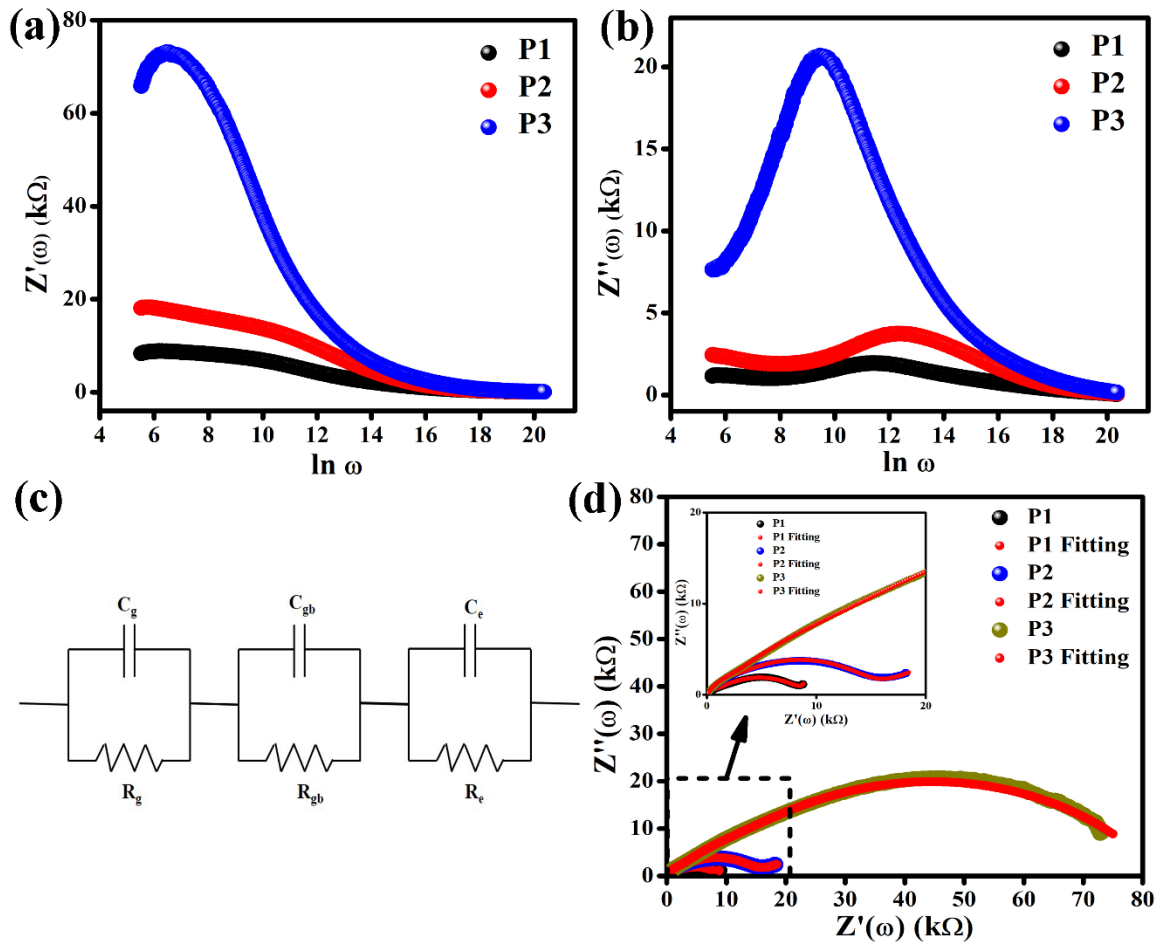 (a)
80
60
40
20
0
Z'(ω) (kΩ)
4 6 8 10 12 14 16 18 20
ln ω
P1
P2
P3
(b)
20
15
10
5
0
Z''(ω) (kΩ)
4 6 8 10 12 14 16 18 20
ln ω
P1
P2
P3
(c)
Cg
Cgb
Ce
Rg
Rgb
Re
(d)
80
70
60
50
40
30
20
10
0
Z''(ω) (kΩ)
0 10 20 30 40 50 60 70 80
Z'(ω) (kΩ)
P1
P1 Fitting
P2
P2 Fitting
P3
P3 Fitting
20
10
0
Z''(ω) (kΩ)
0 10 20
Z'(ω) (kΩ)
P1
P1 Fitting
P2
P2 Fitting
P3
P3 Fitting